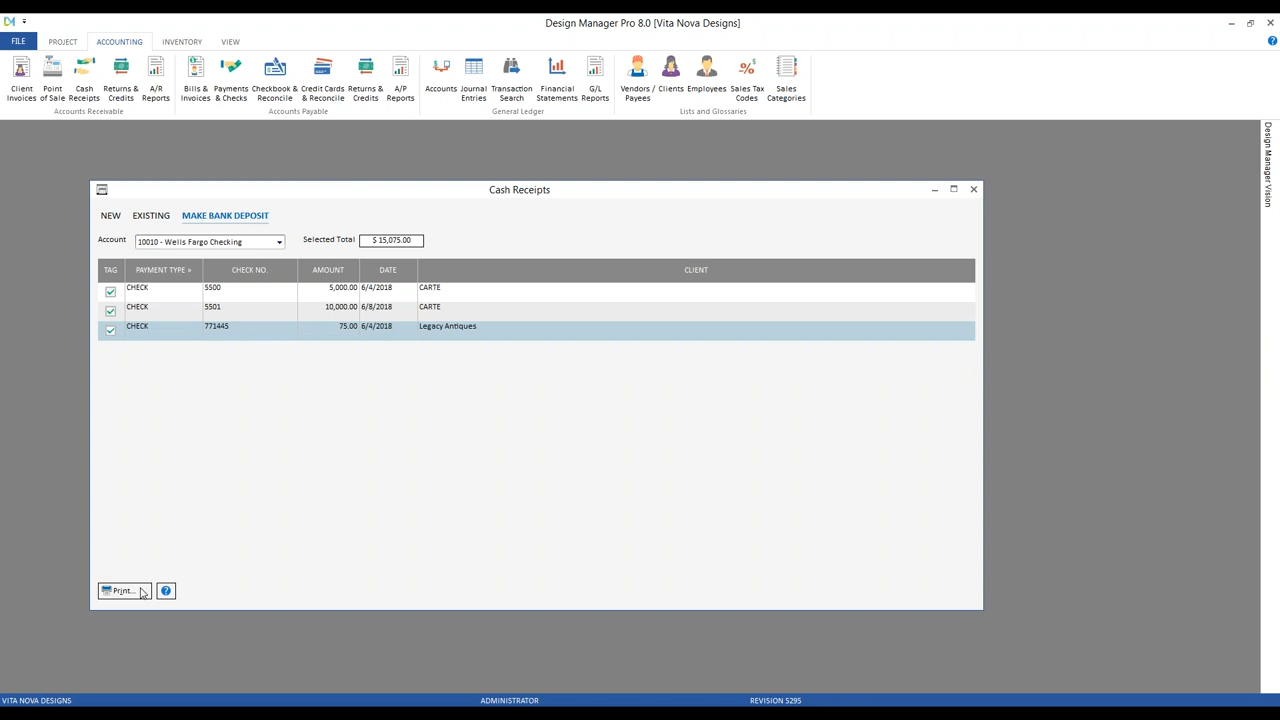 Design Manager Pro 8.0 [Vita Nova Designs]
FILE PROJECT ACCOUNTING INVENTORY VIEW
Client Invoices
Point of Sale
Cash Receipts
Returns & Credits
A/R Reports
Accounts Receivable
Bills & Invoices
Payments & Checks
Checkbook & Reconcile
Credit Cards & Reconcile
Returns & Credits
A/P Reports
Accounts Payable
Accounts
Journal Entries
Transaction Search
Financial Statements
G/L Reports
General Ledger
Vendors / Payees
Clients
Employees
Sales Tax Codes
Sales Categories
Lists and Glossaries
Design Manager Vision
Cash Receipts
NEW EXISTING MAKE BANK DEPOSIT
Account 10010 - Wells Fargo Checking Selected Total $ 15,075.00
TAG PAYMENT TYPE CHECK NO. AMOUNT DATE CLIENT
CHECK 5500 5,000.00 6/4/2018 CARTE
CHECK 5501 10,000.00 6/8/2018 CARTE
CHECK 771445 75.00 6/4/2018 Legacy Antiques
Print... ?
VITA NOVA DESIGNS ADMINISTRATOR REVISION 5295